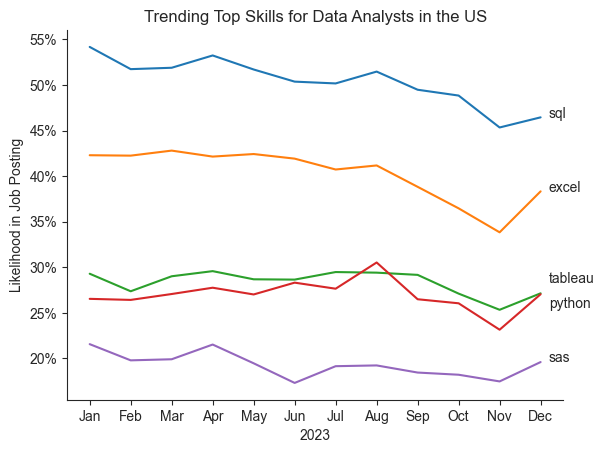 Trending Top Skills for Data Analysts in the US
55%
50%
45%
40%
35%
30%
25%
20%
Likelihood in Job Posting
sql
excel
tableau
python
sas
Jan Feb Mar Apr May Jun Jul Aug Sep Oct Nov Dec
2023